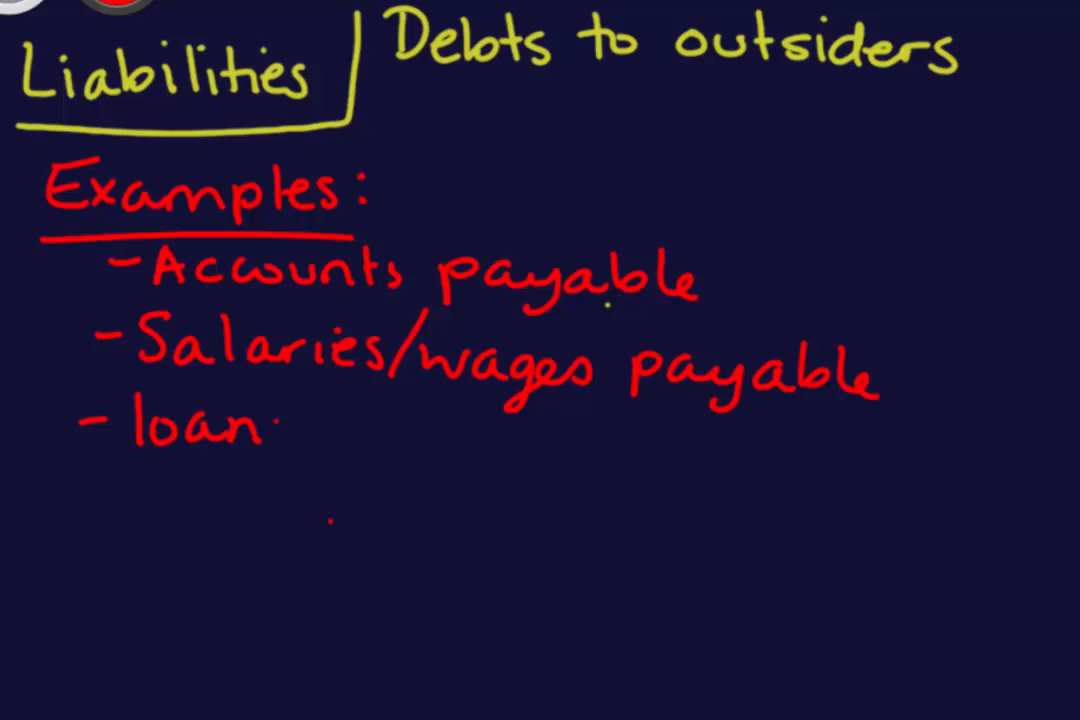 Liabilities
Debts to outsiders
Examples:
- Accounts payable
- Salaries/wages payable
- loan